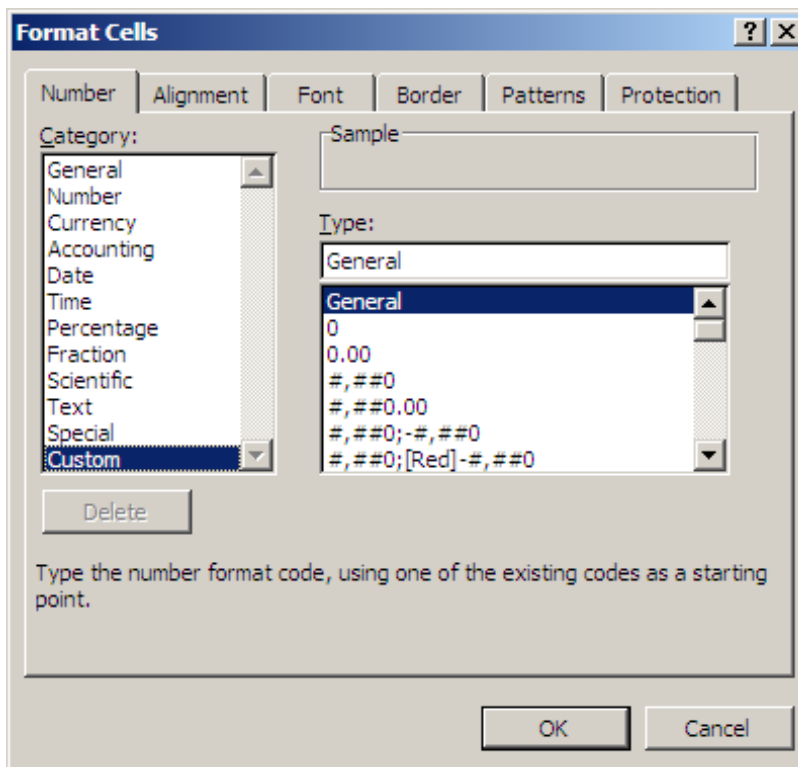 Format Cells
Number Alignment Font Border Patterns Protection
Category:
General
Number
Currency
Accounting
Date
Time
Percentage
Fraction
Scientific
Text
Special
Custom
Delete
Sample
Type:
General
General
0
0.00
#,##0
#,##0.00
#,##0;-#,##0
#,##0;[Red]-#,##0
Type the number format code, using one of the existing codes as a starting
point.
OK Cancel